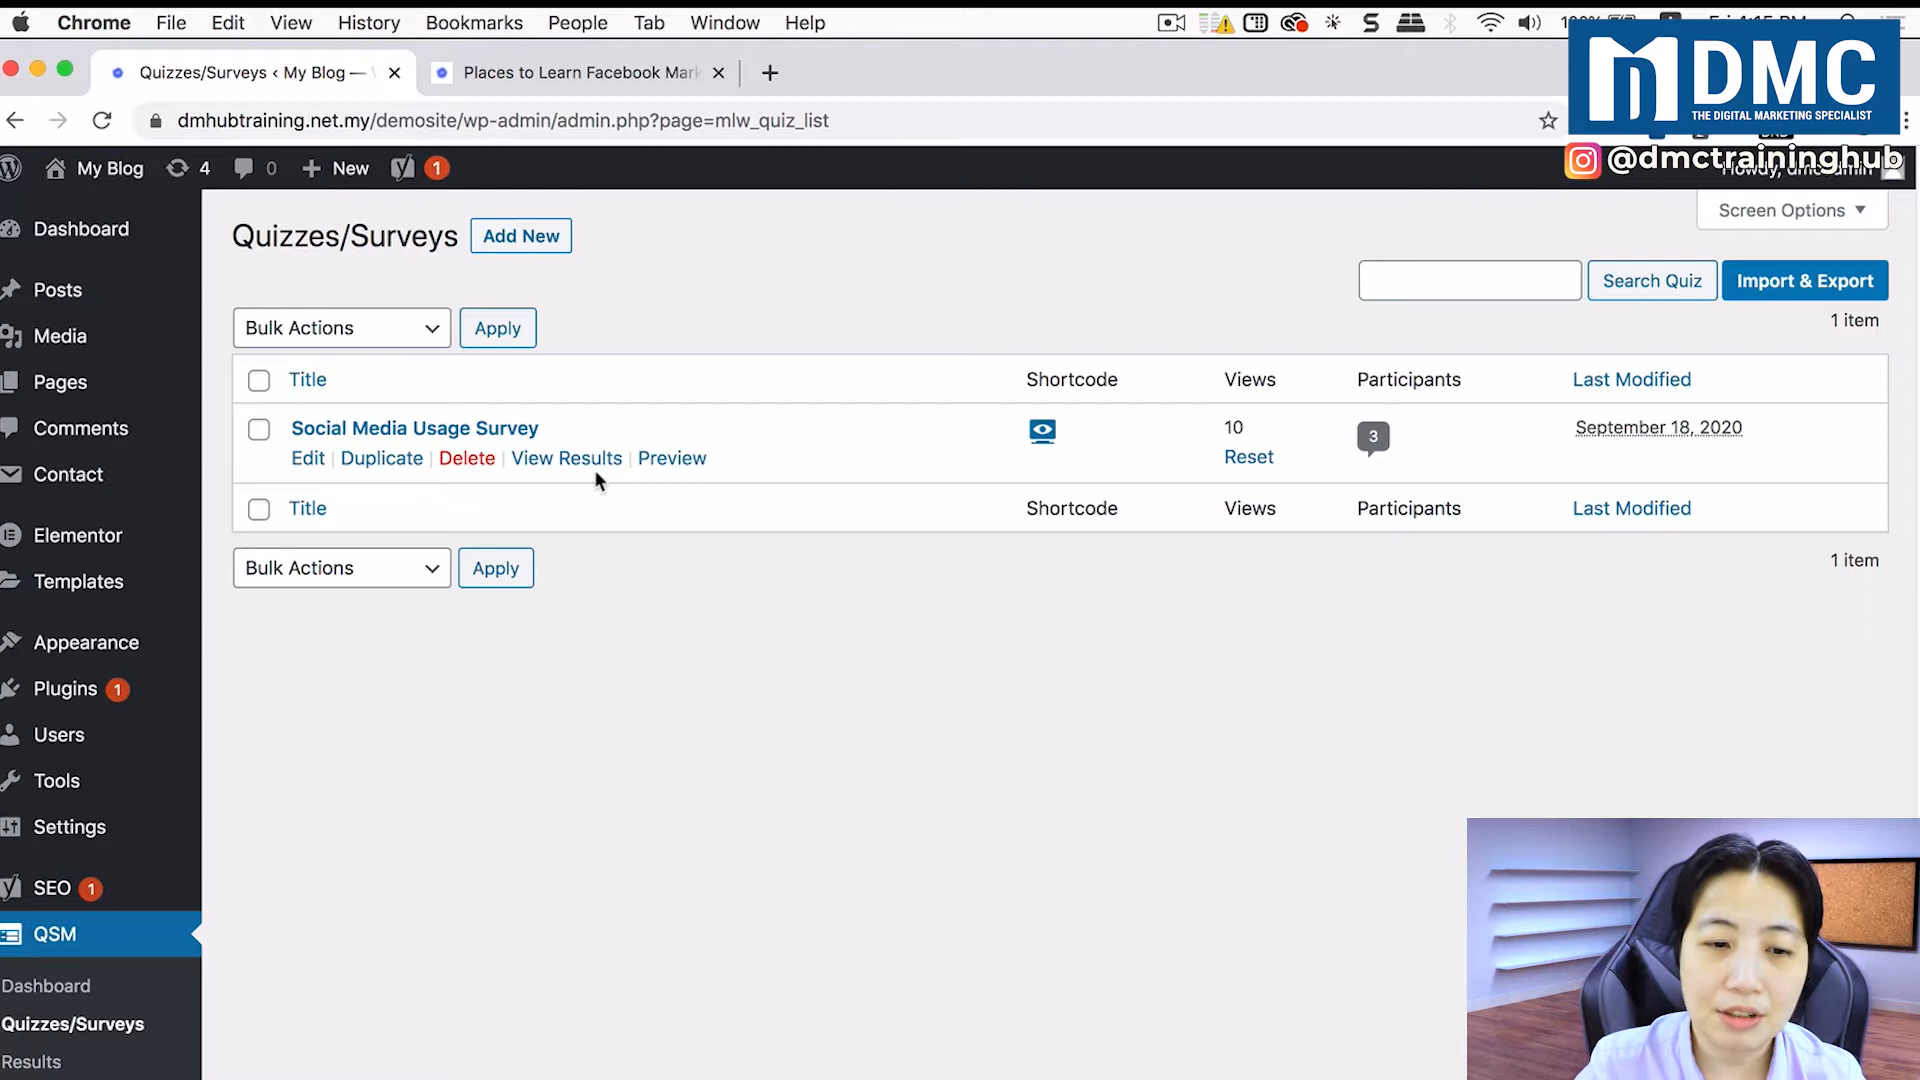 Chrome File Edit View History Bookmarks People Tab Window Help
Quizzes/Surveys ‹ My Blog —
Places to Learn Facebook Mar
dmhubtraining.net.my/demosite/wp-admin/admin.php?page=mlw_quiz_list
DMC
THE DIGITAL MARKETING SPECIALIST
@dmctraininghub
My Blog 4 0 New 1
Screen Options
Dashboard
Posts
Media
Pages
Comments
Contact
Elementor
Templates
Appearance
Plugins 1
Users
Tools
Settings
SEO 1
QSM
Dashboard
Quizzes/Surveys
Results
Quizzes/Surveys Add New
Search Quiz Import & Export
Bulk Actions Apply 1 item
Title Shortcode Views Participants Last Modified
Social Media Usage Survey 10 3 September 18, 2020
Edit | Duplicate | Delete | View Results | Preview Reset
Title Shortcode Views Participants Last Modified
Bulk Actions Apply 1 item